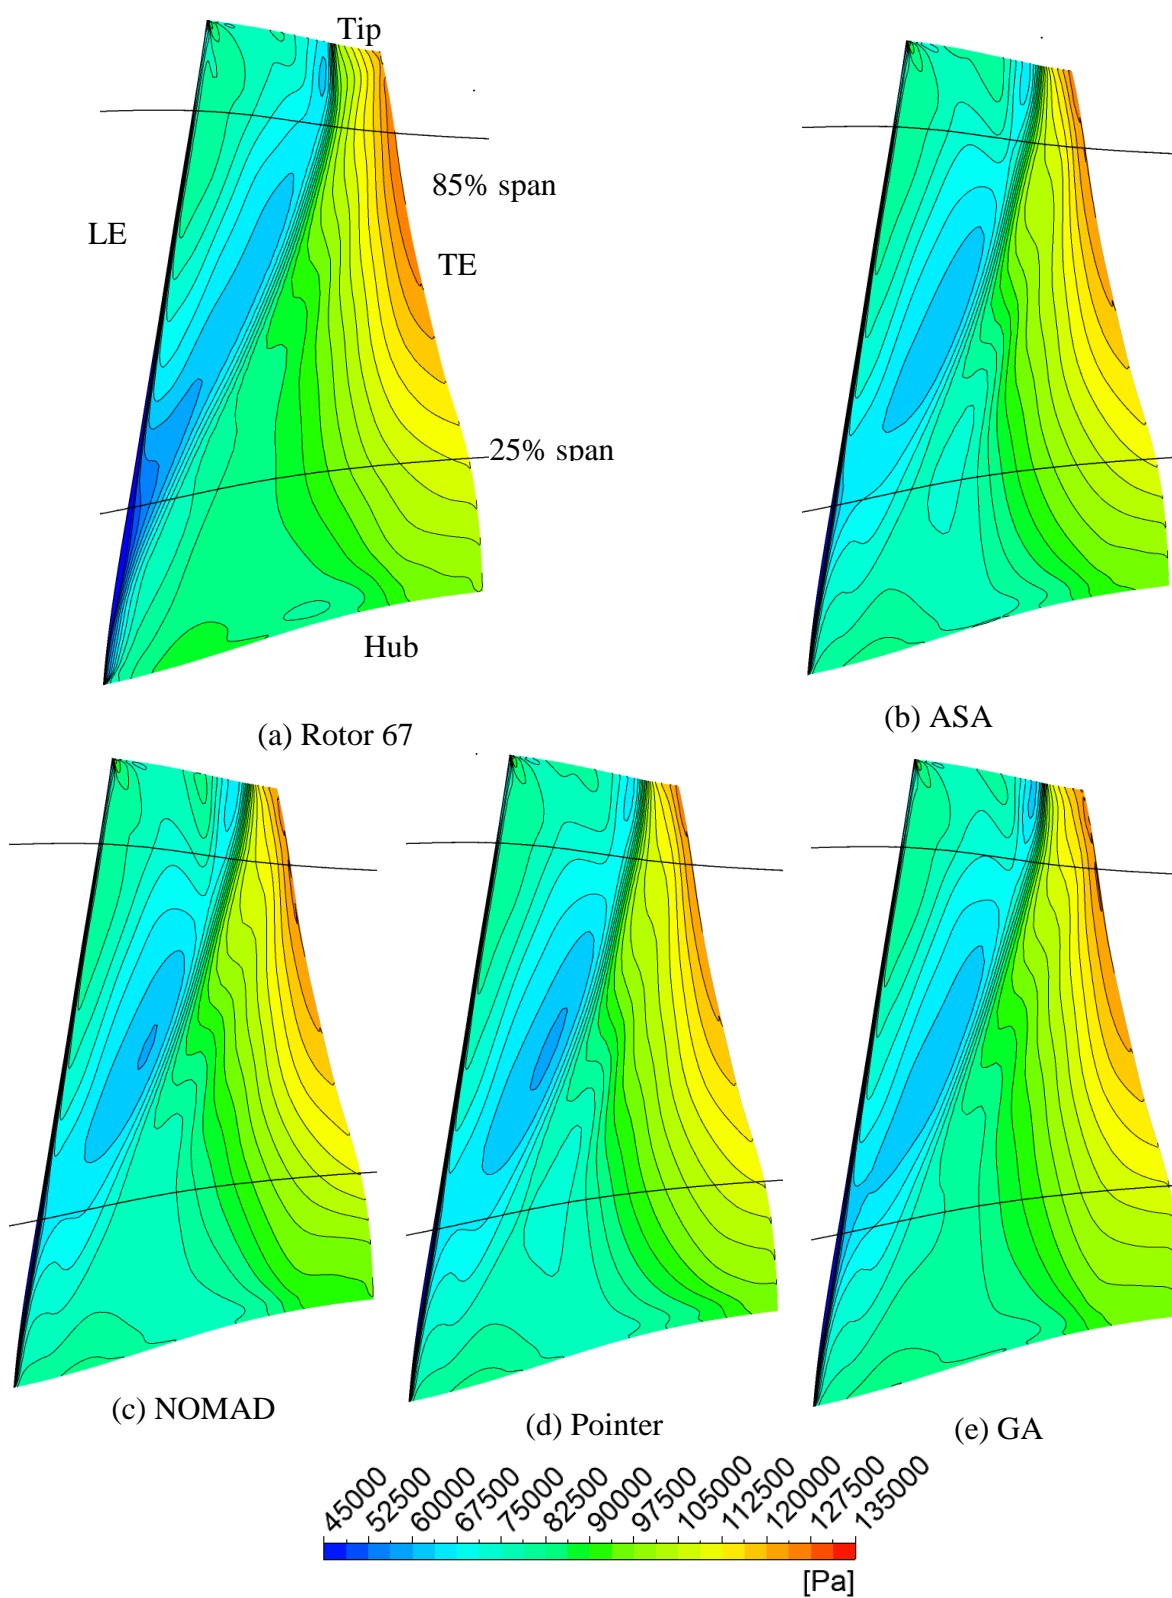 Tip
85% span
LE
TE
25% span
Hub
(a) Rotor 67
(b) ASA
(c) NOMAD
(d) Pointer
(e) GA
45000
52500
60000
67500
75000
82500
90000
97500
105000
112500
120000
127500
135000
[Pa]